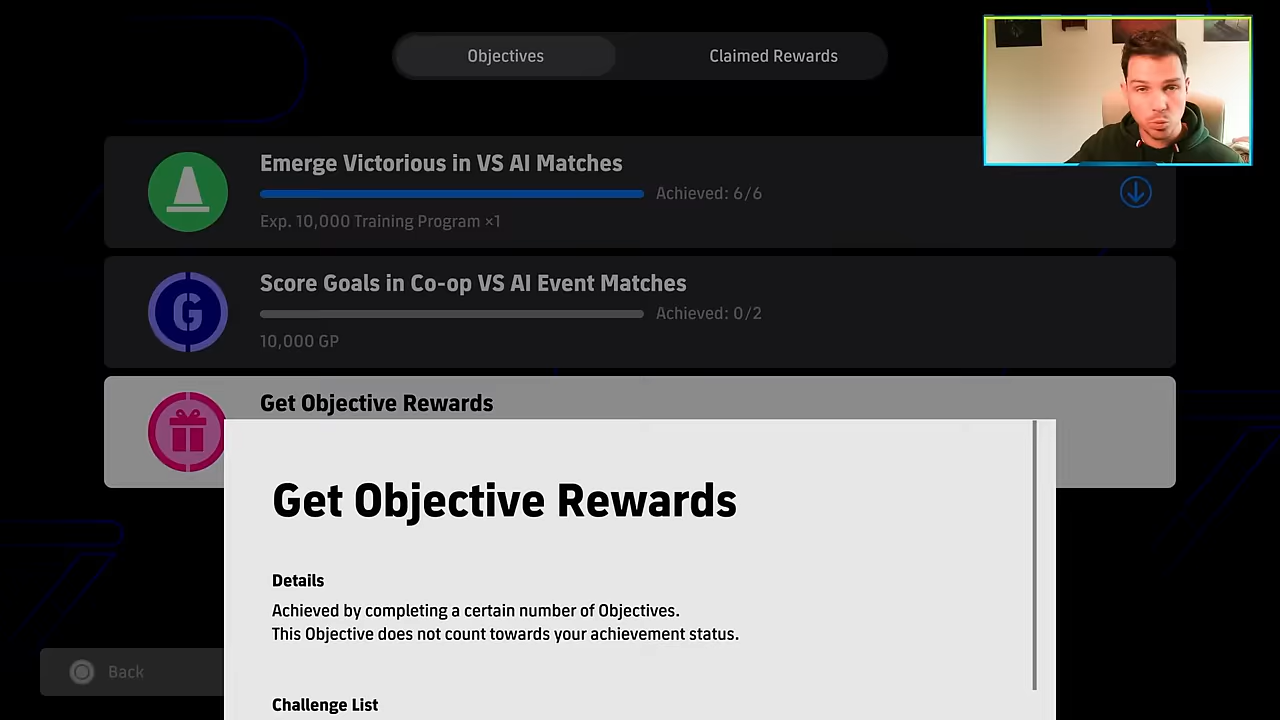 Objectives
Claimed Rewards
Emerge Victorious in VS AI Matches
Achieved: 6/6
Exp. 10,000 Training Program ×1
Score Goals in Co-op VS AI Event Matches
G
Achieved: 0/2
10,000 GP
Get Objective Rewards
Get Objective Rewards
Details
Achieved by completing a certain number of Objectives.
This Objective does not count towards your achievement status.
Back
Challenge List